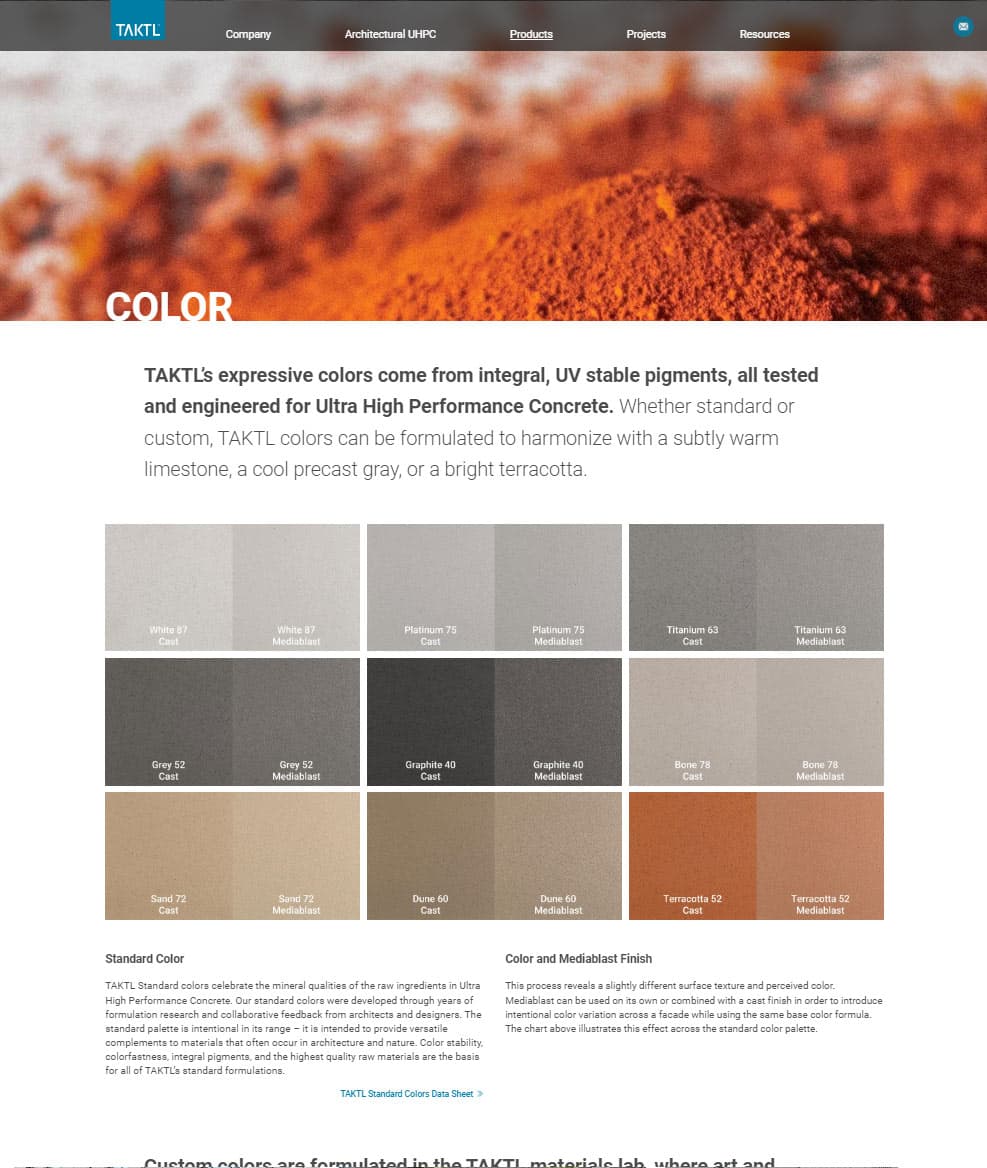 TAKTL
Company
Architectural UHPC
Products
Projects
Resources
COLOR
TAKTL's expressive colors come from integral, UV stable pigments, all tested
and engineered for Ultra High Performance Concrete. Whether standard or
custom, TAKTL colors can be formulated to harmonize with a subtly warm
limestone, a cool precast gray, or a bright terracotta.
White 87
Cast
White 87
Mediablast
Platinum 75
Cast
Platinum 75
Mediablast
Titanium 63
Cast
Titanium 63
Mediablast
Grey 52
Cast
Grey 52
Mediablast
Graphite 40
Cast
Graphite 40
Mediablast
Bone 78
Cast
Bone 78
Mediablast
Sand 72
Cast
Sand 72
Mediablast
Dune 60
Cast
Dune 60
Mediablast
Terracotta 52
Cast
Terracotta 52
Mediablast
Standard Color
TAKTL Standard colors celebrate the mineral qualities of the raw ingredients in Ultra
High Performance Concrete. Our standard colors were developed through years of
formulation research and collaborative feedback from architects and designers. The
standard palette is intentional in its range – it is intended to provide versatile
complements to materials that often occur in architecture and nature. Color stability,
colorfastness, integral pigments, and the highest quality raw materials are the basis
for all of TAKTL's standard formulations.
TAKTL Standard Colors Data Sheet »
Color and Mediablast Finish
This process reveals a slightly different surface texture and perceived color.
Mediablast can be used on its own or combined with a cast finish in order to introduce
intentional color variation across a facade while using the same base color formula.
The chart above illustrates this effect across the standard color palette.
Custom colors are formulated in the TAKTL materials lab, where art and